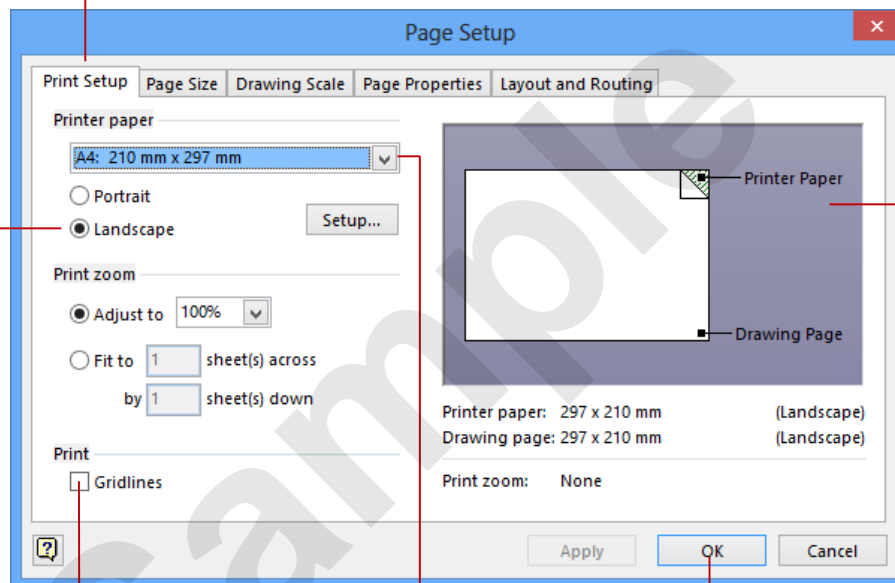 Page Setup
Print Setup
Page Size
Drawing Scale
Page Properties
Layout and Routing
Printer paper
A4: 210 mm x 297 mm
Portrait
Landscape
Setup...
Print zoom
Adjust to 100%
Fit to 1 sheet(s) across
by 1 sheet(s) down
Print
Gridlines
Printer Paper
Drawing Page
Printer paper: 297 x 210 mm (Landscape)
Drawing page: 297 x 210 mm (Landscape)
Print zoom: None
Apply
OK
Cancel
Sample